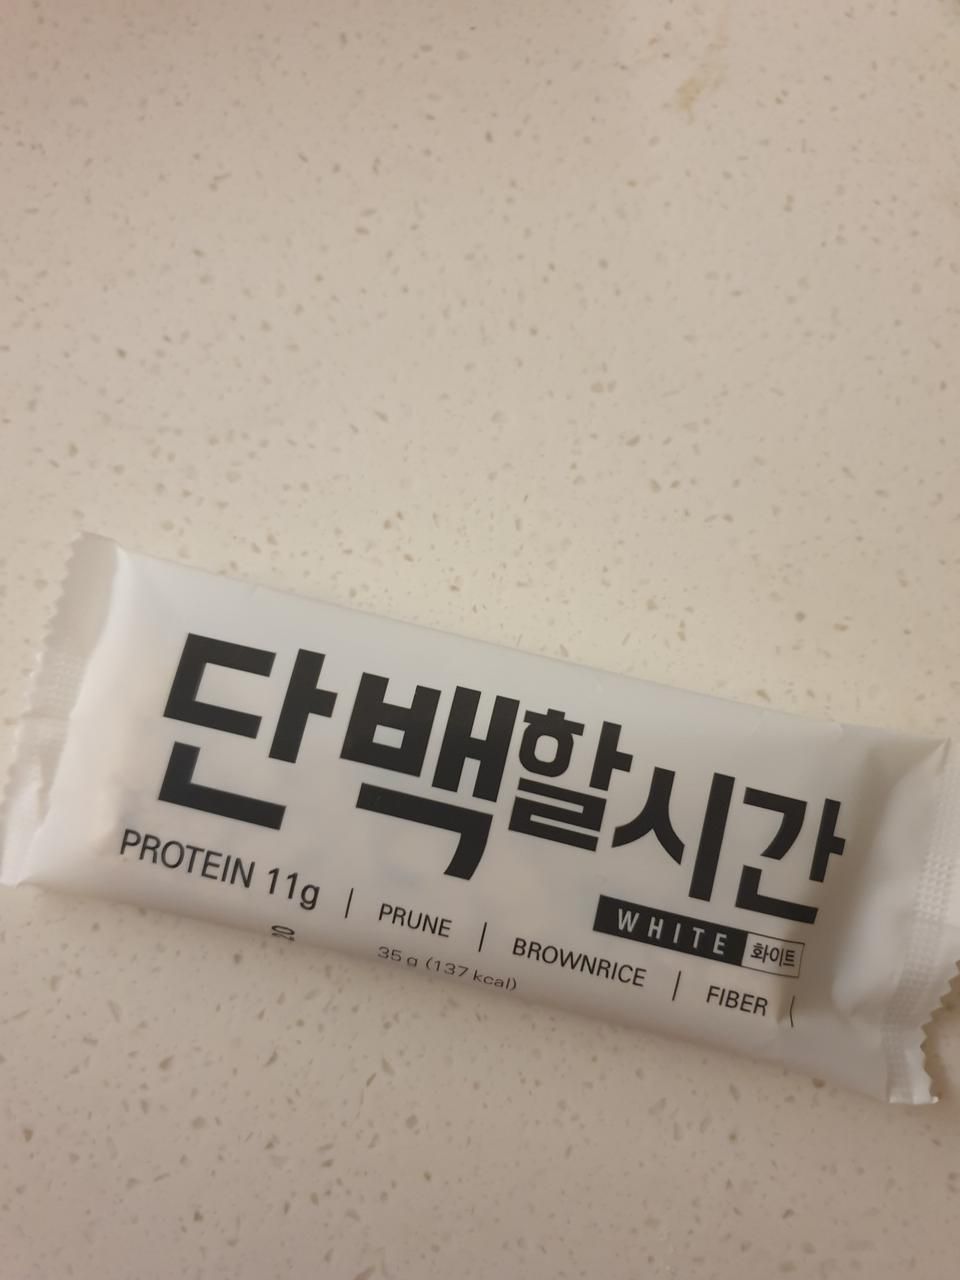 단백할시간
WHITE 화이트
PROTEIN 11g | PRUNE | BROWNRICE | FIBER
35 g (137 kcal)